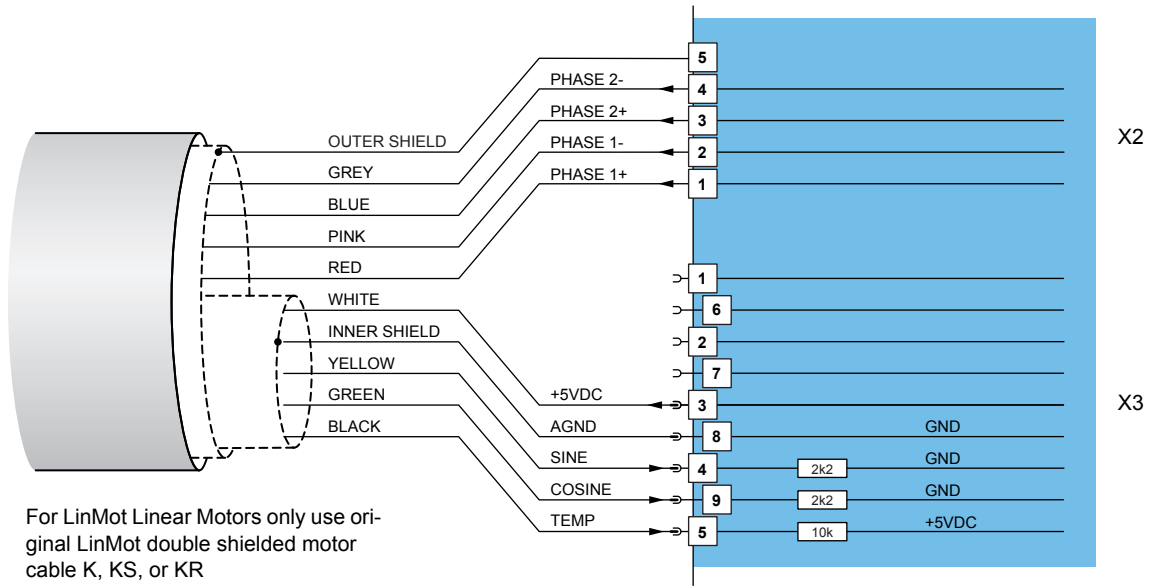 5
PHASE 2-
4
PHASE 2+
3
X2
OUTER SHIELD
PHASE 1-
2
GREY
PHASE 1+
1
BLUE
PINK
RED
1
WHITE
6
INNER SHIELD
2
YELLOW
7
GREEN
+5VDC
3
X3
BLACK
AGND
8
GND
SINE
4
2k2
GND
COSINE
9
2k2
GND
TEMP
5
10k
+5VDC
For LinMot Linear Motors only use ori-
ginal LinMot double shielded motor
cable K, KS, or KR